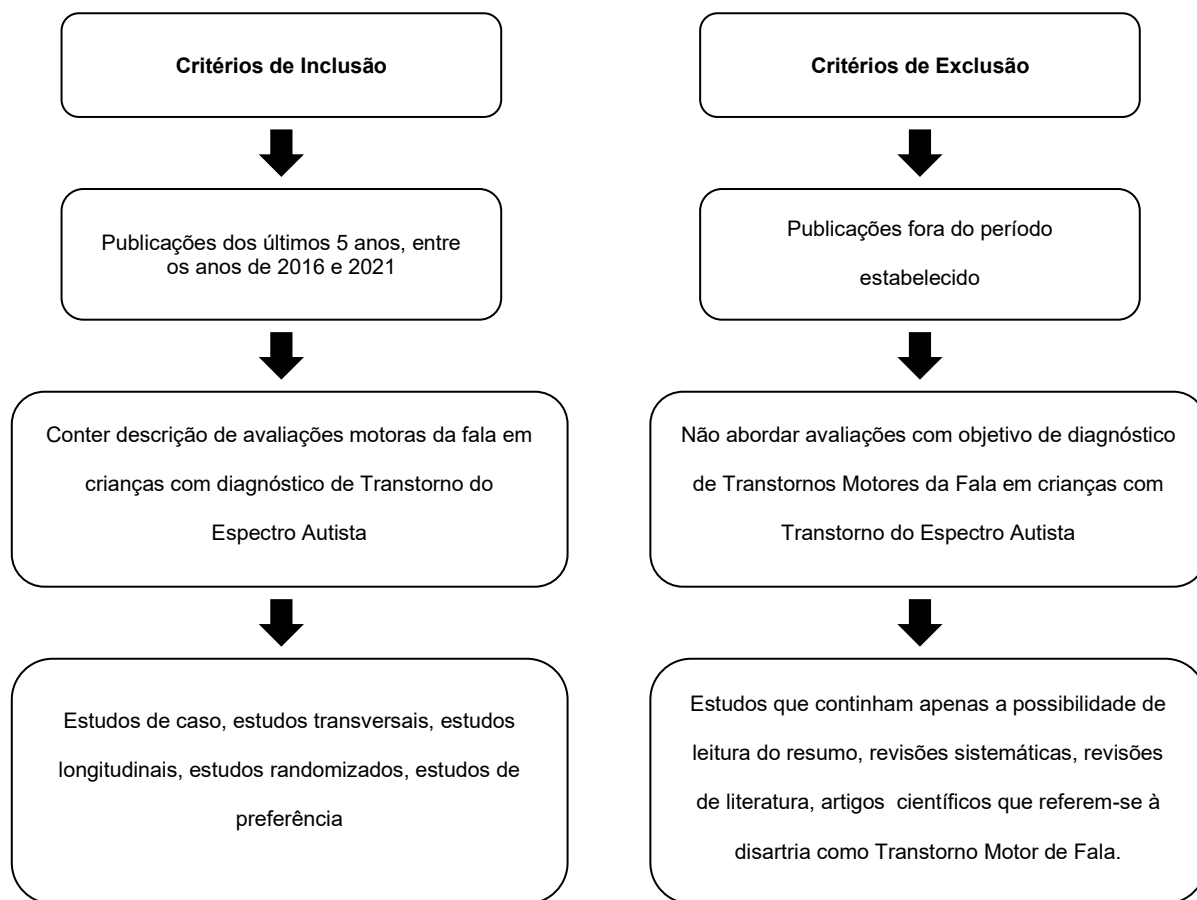 Critérios de Inclusão
Publicações dos últimos 5 anos, entre
os anos de 2016 e 2021
Conter descrição de avaliações motoras da fala em
crianças com diagnóstico de Transtorno do
Espectro Autista
Estudos de caso, estudos transversais, estudos
longitudinais, estudos randomizados, estudos de
preferência
Critérios de Exclusão
Publicações fora do período
estabelecido
Não abordar avaliações com objetivo de diagnóstico
de Transtornos Motores da Fala em crianças com
Transtorno do Espectro Autista
Estudos que continham apenas a possibilidade de
leitura do resumo, revisões sistemáticas, revisões
de literatura, artigos científicos que referem-se à
disartria como Transtorno Motor de Fala.